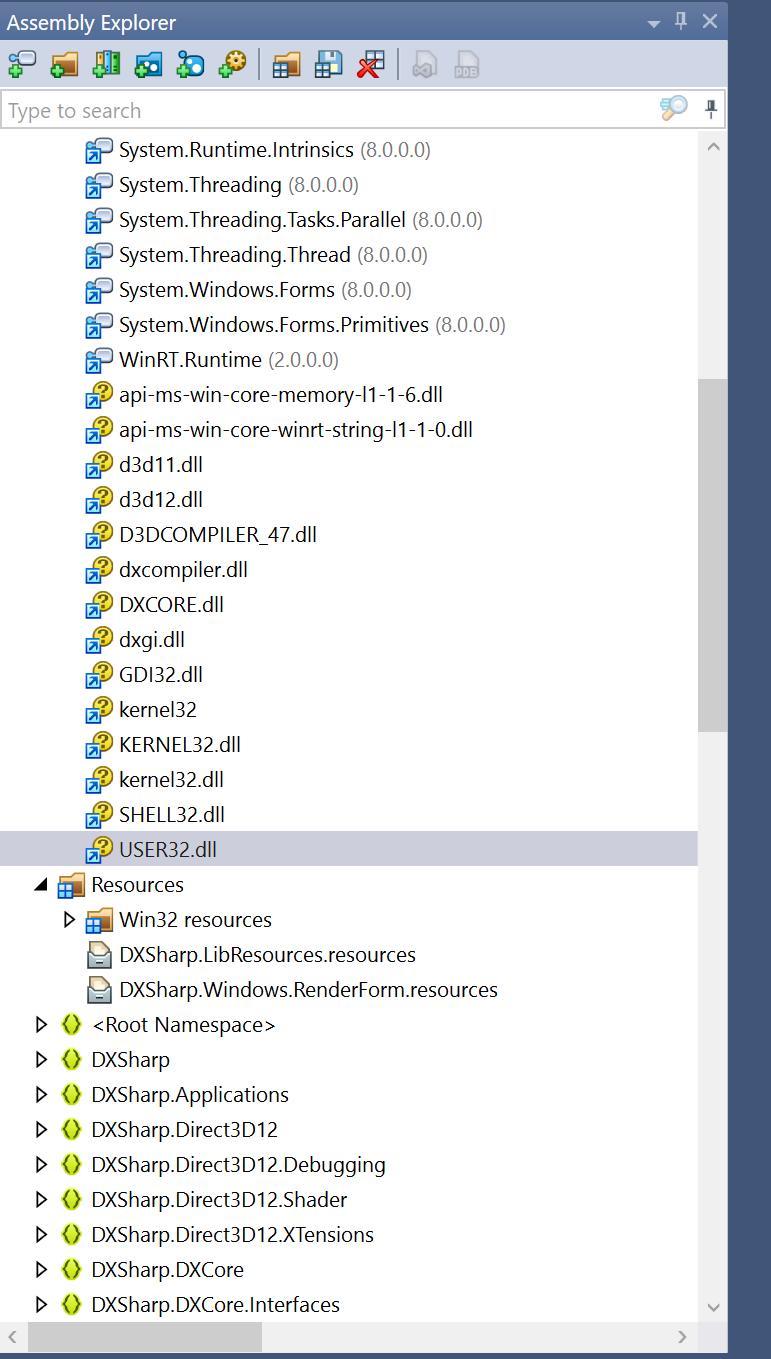 Assembly Explorer
PDB
Type to search
System.Runtime.Intrinsics (8.0.0.0)
System.Threading (8.0.0.0)
System.Threading.Tasks.Parallel (8.0.0.0)
System.Threading.Thread (8.0.0.0)
System.Windows.Forms (8.0.0.0)
System.Windows.Forms.Primitives (8.0.0.0)
WinRT.Runtime (2.0.0.0)
api-ms-win-core-memory-l1-1-6.dll
api-ms-win-core-winrt-string-l1-1-0.dll
d3d11.dll
d3d12.dll
D3DCOMPILER_47.dll
dxcompiler.dll
DXCORE.dll
dxgi.dll
GDI32.dll
kernel32
KERNEL32.dll
kernel32.dll
SHELL32.dll
USER32.dll
Resources
Win32 resources
DXSharp.LibResources.resources
DXSharp.Windows.RenderForm.resources
<Root Namespace>
DXSharp
DXSharp.Applications
DXSharp.Direct3D12
DXSharp.Direct3D12.Debugging
DXSharp.Direct3D12.Shader
DXSharp.Direct3D12.XTensions
DXSharp.DXCore
DXSharp.DXCore.Interfaces